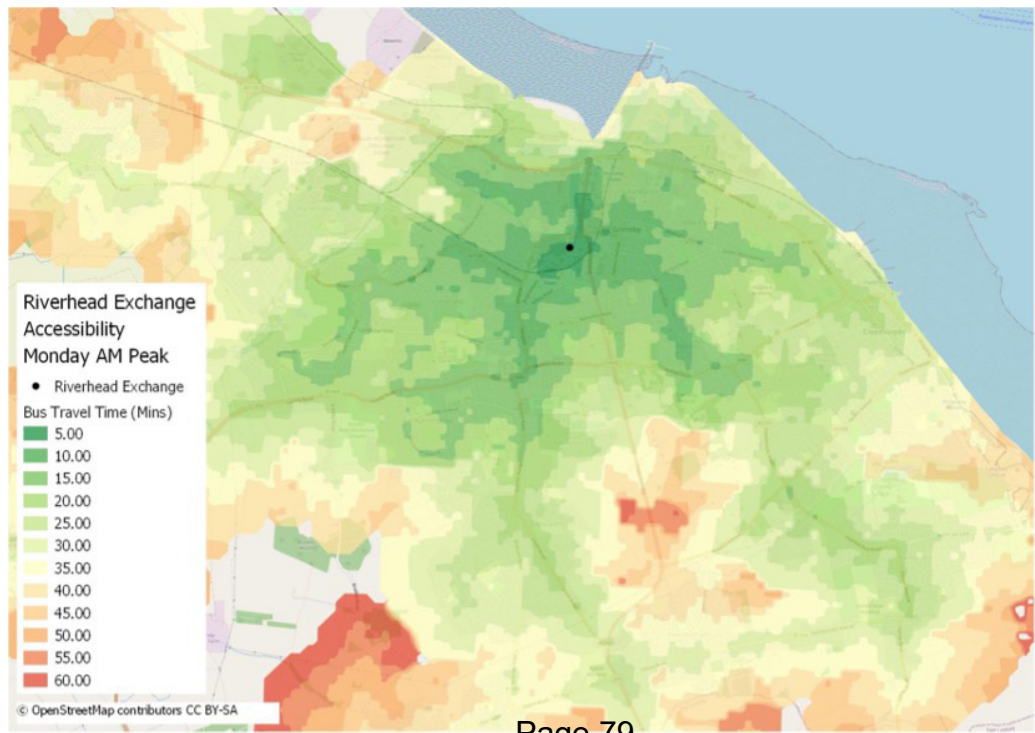 Riverhead Exchange
Accessibility
Monday AM Peak
Riverhead Exchange
Bus Travel Time (Mins)
5.00
10.00
15.00
20.00
25.00
30.00
35.00
40.00
45.00
50.00
55.00
60.00
© OpenStreetMap contributors CC BY-SA
Page 79